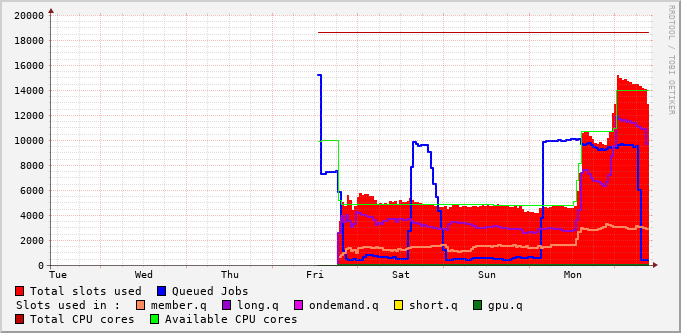 20000
18000
16000
14000
12000
10000
8000
6000
4000
2000
0
Tue Wed Thu Fri Sat Sun Mon
Total slots used Queued Jobs
Slots used in : member.q long.q ondemand.q short.q gpu.q
Total CPU cores Available CPU cores
RRDTOOL / TOBI OETIKER